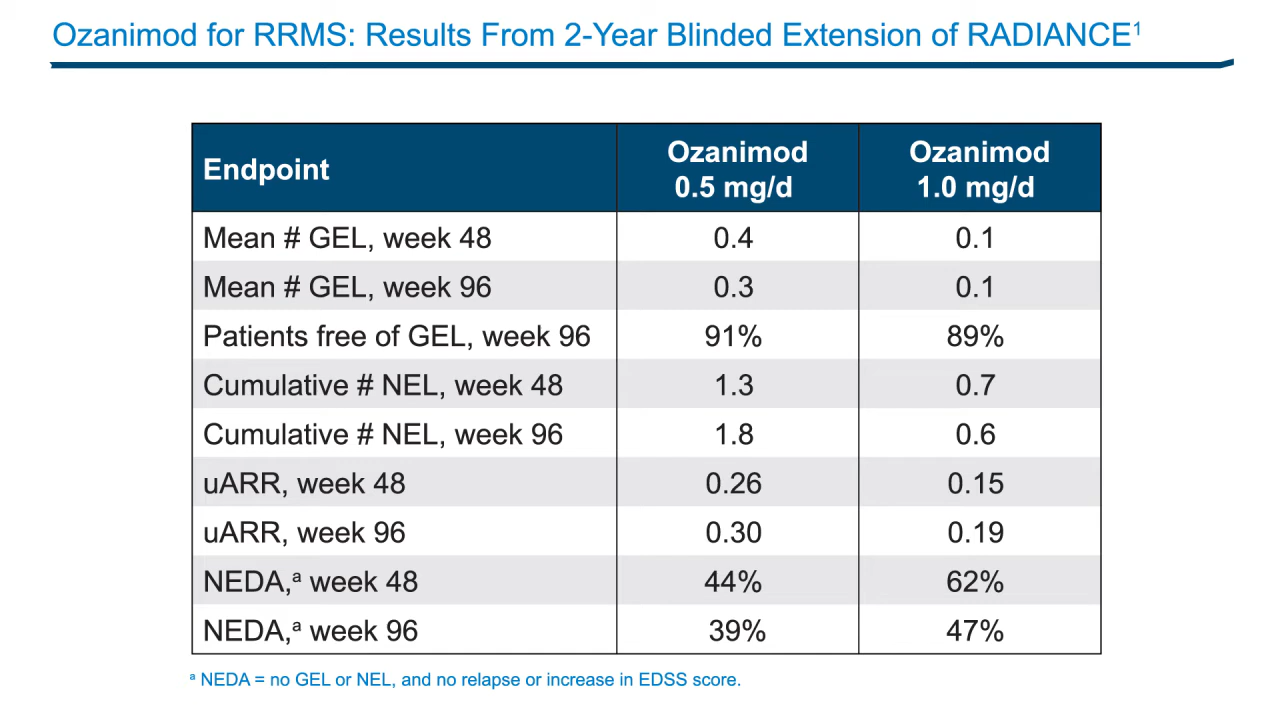 Ozanimod for RRMS: Results From 2-Year Blinded Extension of RADIANCE¹
Endpoint Ozanimod 0.5 mg/d Ozanimod 1.0 mg/d
Mean # GEL, week 48 0.4 0.1
Mean # GEL, week 96 0.3 0.1
Patients free of GEL, week 96 91% 89%
Cumulative # NEL, week 48 1.3 0.7
Cumulative # NEL, week 96 1.8 0.6
uARR, week 48 0.26 0.15
uARR, week 96 0.30 0.19
NEDA,ᵃ week 48 44% 62%
NEDA,ᵃ week 96 39% 47%
ᵃ NEDA = no GEL or NEL, and no relapse or increase in EDSS score.